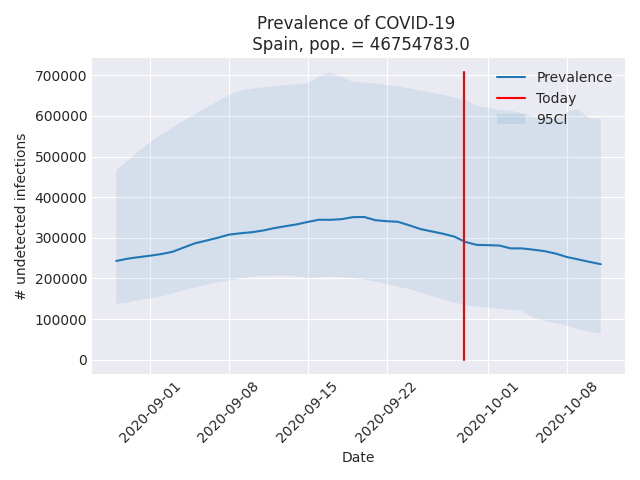 Prevalence of COVID-19
Spain, pop. = 46754783.0
# undetected infections
700000
600000
500000
400000
300000
200000
100000
0
Prevalence
Today
95CI
2020-09-01
2020-09-08
2020-09-15
2020-09-22
2020-10-01
2020-10-08
Date